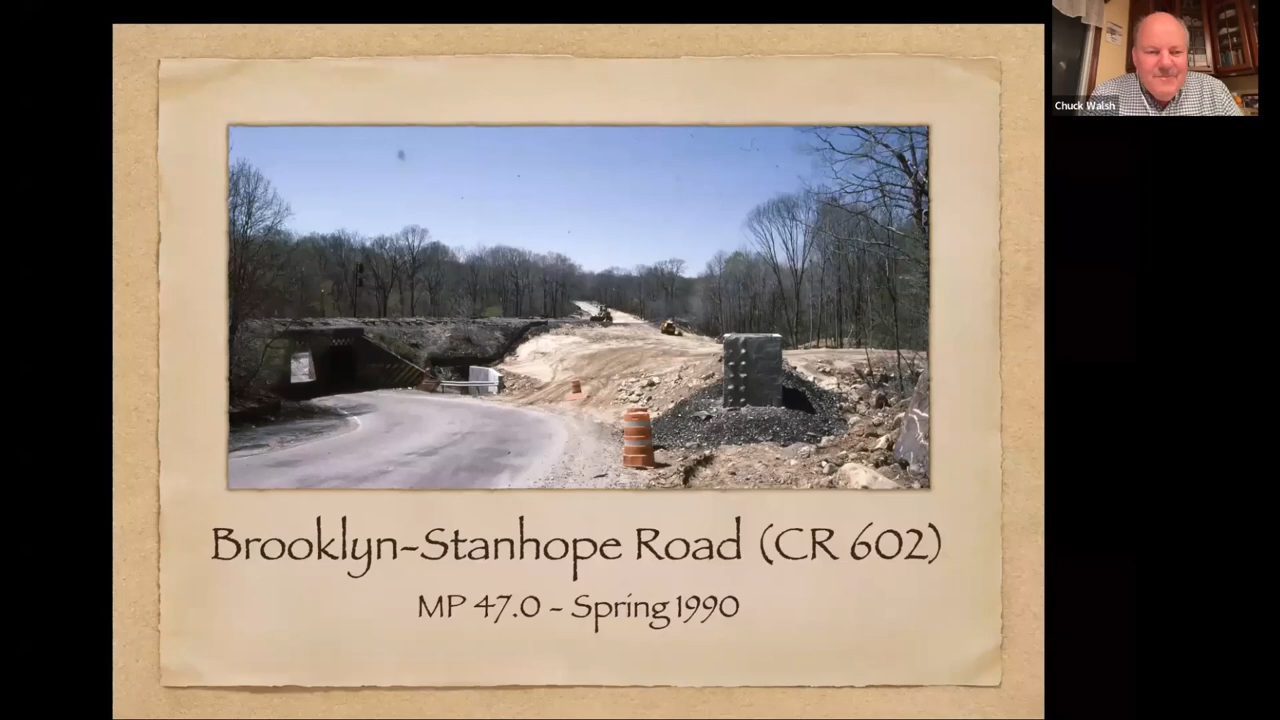 Brooklyn-Stanhope Road (CR 602)
MP 47.0 - Spring 1990
Chuck Walsh